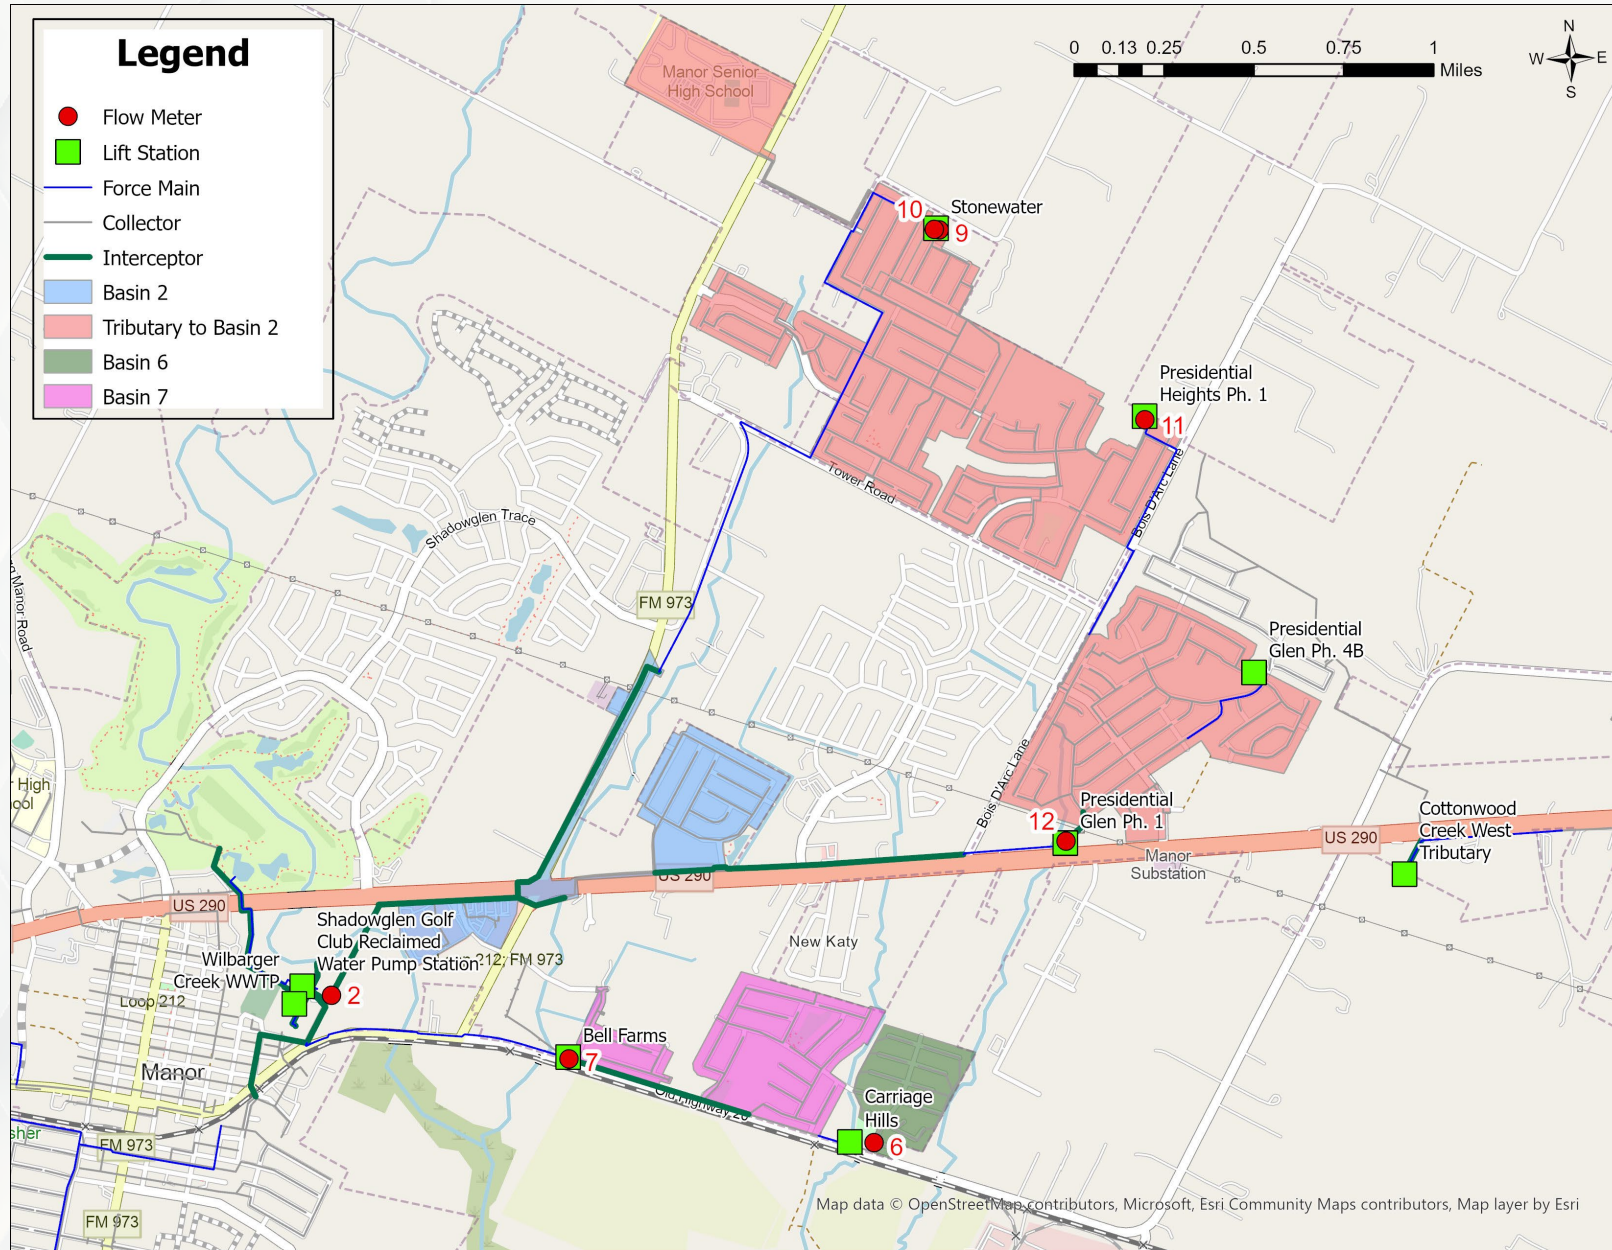 Legend
Flow Meter
Lift Station
Force Main
Collector
Interceptor
Basin 2
Tributary to Basin 2
Basin 6
Basin 7
0 0.13 0.25 0.5 0.75 1
Miles
N
W E
S
Manor Senior
High School
10
Stonewater
9
Presidential
Heights Ph. 1
11
Tower Road
Bois D'Arc Lane
Shadowglen Trace
Manor Road
FM 973
Presidential
Glen Ph. 4B
Bois D'Arc Lane
High
Presidential
Glen Ph. 1
12
Cottonwood
Creek West
Tributary
US 290
Manor
Substation
US 290
US 290
Shadowglen Golf
Club Reclaimed
Water Pump Station
212; FM 973
New Katy
Wilbarger
Creek WWTP
2
Loop 212
Bell Farms
7
Manor
Old Highway 20
Carriage
Hills
6
FM 973
FM 973
Map data © OpenStreetMap contributors, Microsoft, Esri Community Maps contributors, Map layer by Esri